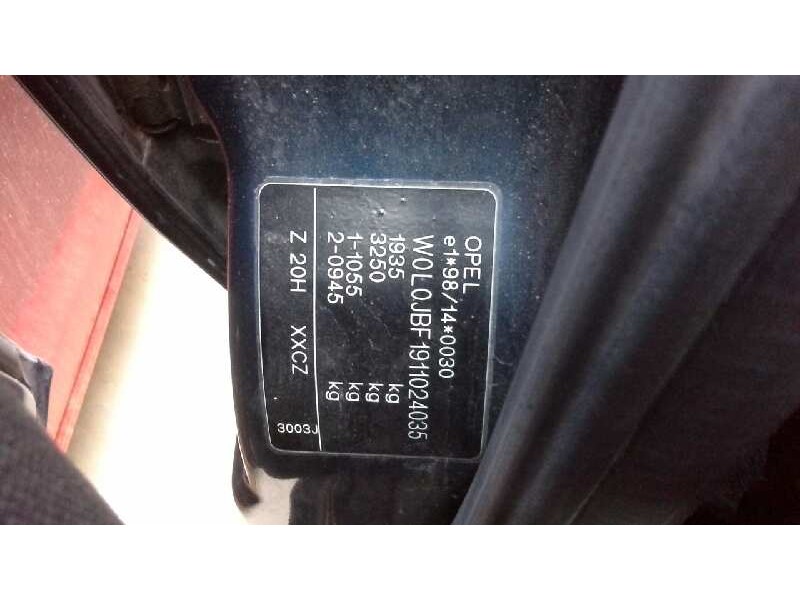 OPEL
e1*98/14*0030
W0L0JBF1911024035
1935 kg
3250 kg
1-1055 kg
2-0945 kg
Z 20H XXCZ
3003J